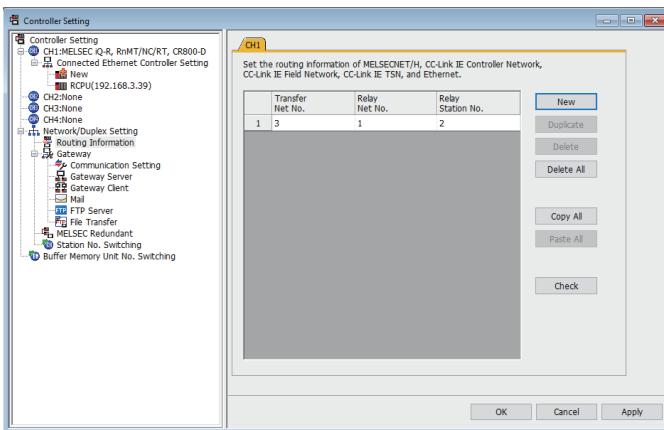 Controller Setting
Controller Setting
CH1:MELSEC iQ-R, RnMT/NC/RT, CR800-D
Connected Ethernet Controller Setting
New
RCPU(192.168.3.39)
CH2:None
CH3:None
CH4:None
Network/Duplex Setting
Routing Information
Gateway
Communication Setting
Gateway Server
Gateway Client
Mail
FTP Server
File Transfer
MELSEC Redundant
Station No. Switching
Buffer Memory Unit No. Switching
CH1
Set the routing information of MELSECNET/H, CC-Link IE Controller Network,
CC-Link IE Field Network, CC-Link IE TSN, and Ethernet.
Transfer Net No. Relay Net No. Relay Station No.
1 3 1 2
New
Duplicate
Delete
Delete All
Copy All
Paste All
Check
OK Cancel Apply